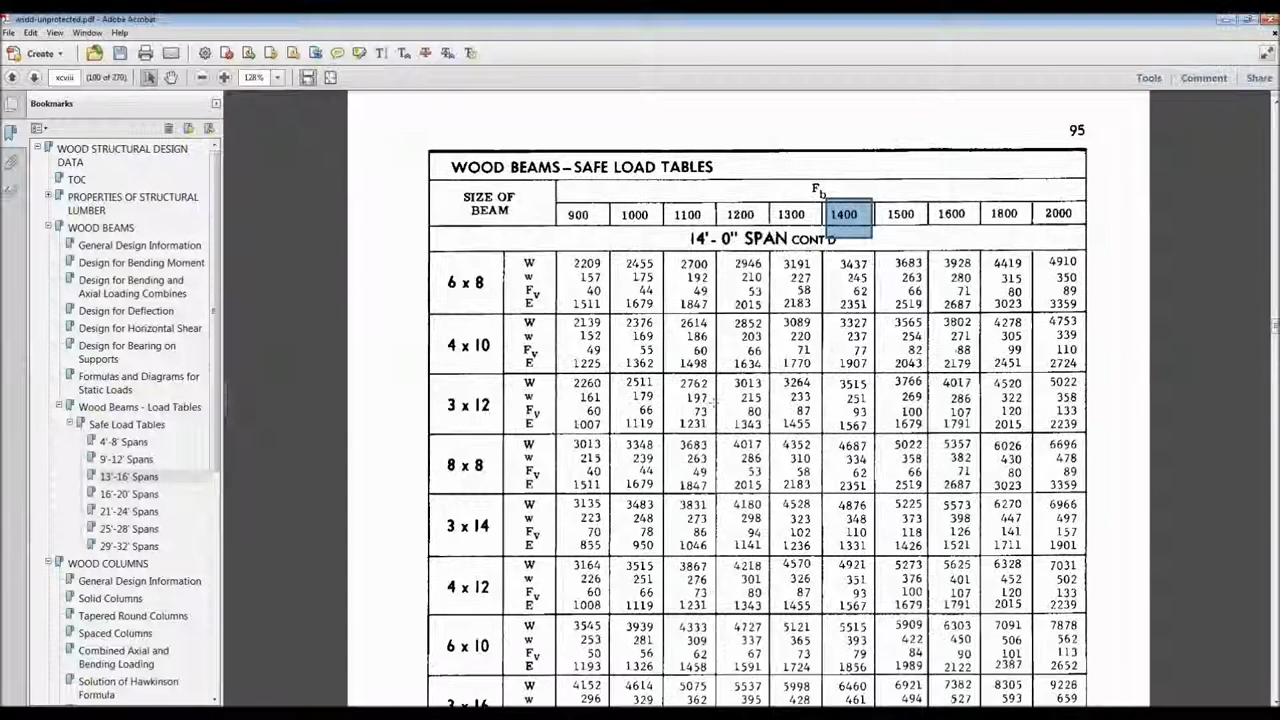 wsdd-unprotected.pdf - Adobe Acrobat
File Edit View Window Help
Create
xcviii (100 of 270) 128% Tools Comment Share
Bookmarks
WOOD STRUCTURAL DESIGN DATA
TOC
PROPERTIES OF STRUCTURAL LUMBER
WOOD BEAMS
General Design Information
Design for Bending Moment
Design for Bending and Axial Loading Combines
Design for Deflection
Design for Horizontal Shear
Design for Bearing on Supports
Formulas and Diagrams for Static Loads
Wood Beams - Load Tables
Safe Load Tables
4'-8' Spans
9'-12' Spans
13'-16' Spans
16'-20' Spans
21'-24' Spans
25'-28' Spans
29'-32' Spans
WOOD COLUMNS
General Design Information
Solid Columns
Tapered Round Columns
Spaced Columns
Combined Axial and Bending Loading
Solution of Hawkinson Formula
95
WOOD BEAMS–SAFE LOAD TABLES
SIZE OF BEAM
Fb
900 1000 1100 1200 1300 1400 1500 1600 1800 2000
14'- 0" SPAN CONT'D
6 x 8
W 2209 2455 2700 2946 3191 3437 3683 3928 4419 4910
w 157 175 192 210 227 245 263 280 315 350
Fv 40 44 49 53 58 62 66 71 80 89
E 1511 1679 1847 2015 2183 2351 2519 2687 3023 3359
4 x 10
W 2139 2376 2614 2852 3089 3327 3565 3802 4278 4753
w 152 169 186 203 220 237 254 271 305 339
Fv 49 55 60 66 71 77 82 88 99 110
E 1225 1362 1498 1634 1770 1907 2043 2179 2451 2724
3 x 12
W 2260 2511 2762 3013 3264 3515 3766 4017 4520 5022
w 161 179 197 215 233 251 269 286 322 358
Fv 60 66 73 80 87 93 100 107 120 133
E 1007 1119 1231 1343 1455 1567 1679 1791 2015 2239
8 x 8
W 3013 3348 3683 4017 4352 4687 5022 5357 6026 6696
w 215 239 263 286 310 334 358 382 430 478
Fv 40 44 49 53 58 62 66 71 80 89
E 1511 1679 1847 2015 2183 2351 2519 2687 3023 3359
3 x 14
W 3135 3483 3831 4180 4528 4876 5225 5573 6270 6966
w 223 248 273 298 323 348 373 398 447 497
Fv 70 78 86 94 102 110 118 126 141 157
E 855 950 1046 1141 1236 1331 1426 1521 1711 1901
4 x 12
W 3164 3515 3867 4218 4570 4921 5273 5625 6328 7031
w 226 251 276 301 326 351 376 401 452 502
Fv 60 66 73 80 87 93 100 107 120 133
E 1008 1119 1231 1343 1455 1567 1679 1791 2015 2239
6 x 10
W 3545 3939 4333 4727 5121 5515 5909 6303 7091 7878
w 253 281 309 337 365 393 422 450 506 562
Fv 50 56 62 67 73 79 84 90 101 113
E 1193 1326 1458 1591 1724 1856 1989 2122 2387 2652
3 x 16
W 4152 4614 5075 5537 5998 6460 6921 7382 8305 9228
w 296 329 362 395 428 461 494 527 593 659